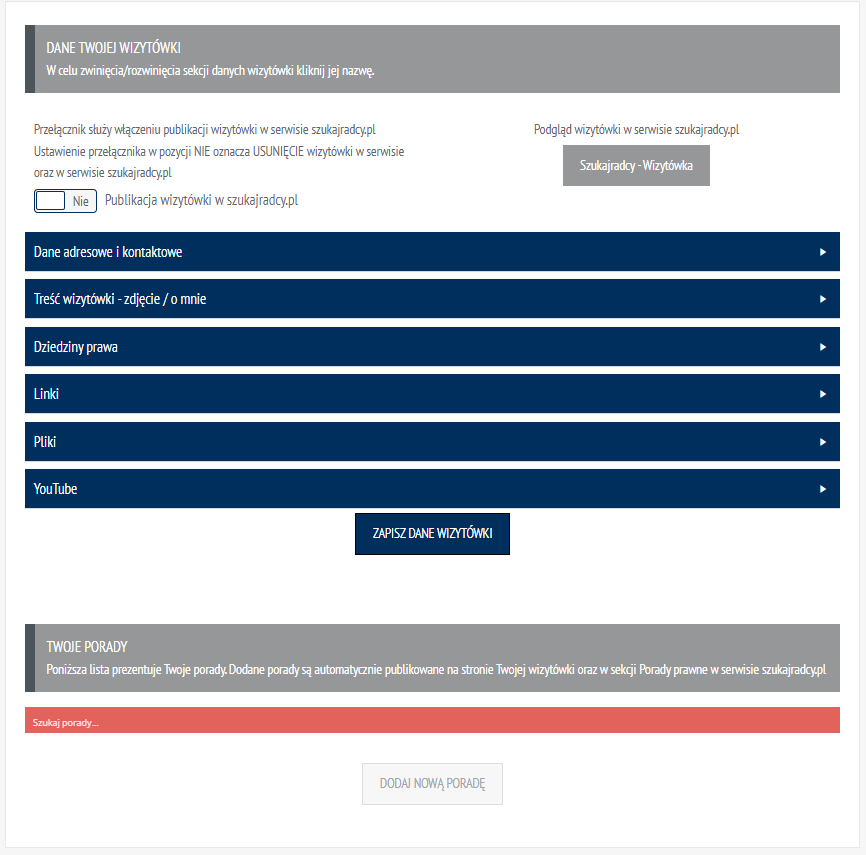 DANE TWOJEJ WIZYTÓWKI
W celu zwinięcia/rozwinięcia sekcji danych wizytówki kliknij jej nazwę.
Przełącznik służy włączeniu publikacji wizytówki w serwisie szukajradcy.pl
Ustawienie przełącznika w pozycji NIE oznacza USUNIĘCIE wizytówki w serwisie
oraz w serwisie szukajradcy.pl
Nie Publikacja wizytówki w szukajradcy.pl
Podgląd wizytówki w serwisie szukajradcy.pl
Szukajradcy - Wizytówka
Dane adresowe i kontaktowe
Treść wizytówki - zdjęcie / o mnie
Dziedziny prawa
Linki
Pliki
YouTube
ZAPISZ DANE WIZYTÓWKI
TWOJE PORADY
Poniższa lista prezentuje Twoje porady. Dodane porady są automatycznie publikowane na stronie Twojej wizytówki oraz w sekcji Porady prawne w serwisie szukajradcy.pl
Szukaj porady...
DODAJ NOWĄ PORADĘ